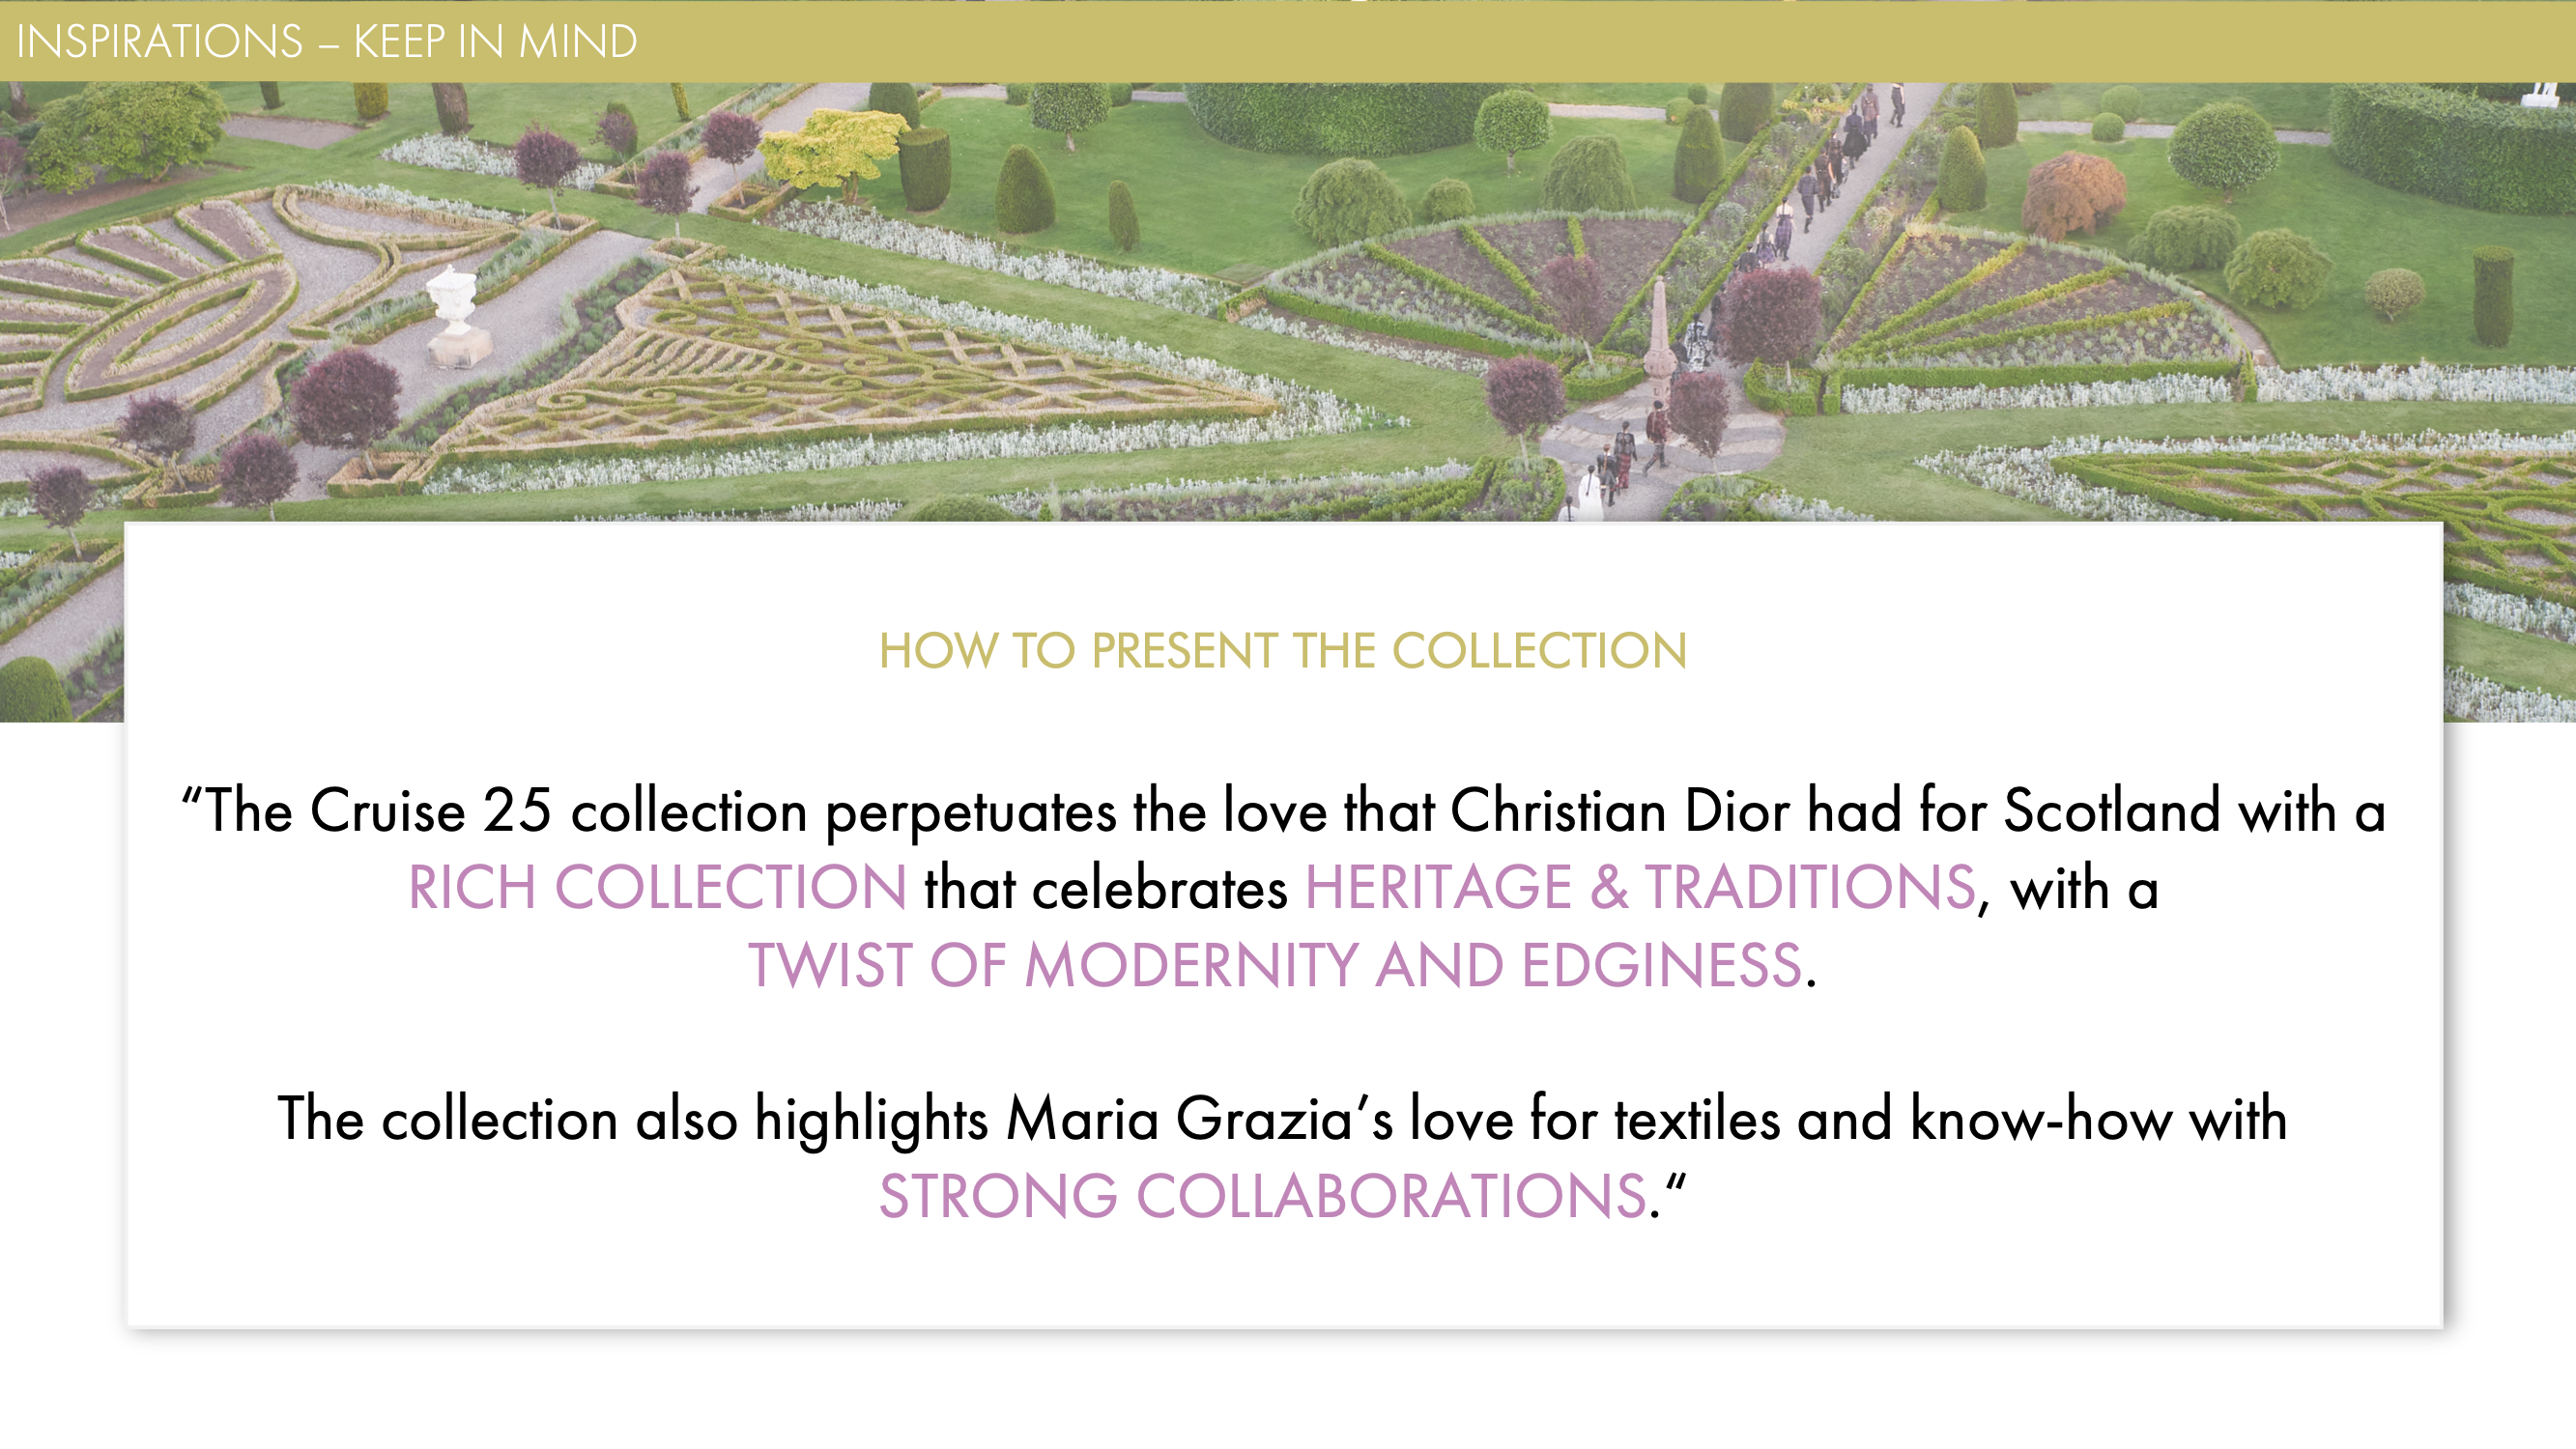 INSPIRATIONS – KEEP IN MIND
HOW TO PRESENT THE COLLECTION
“The Cruise 25 collection perpetuates the love that Christian Dior had for Scotland with a
RICH COLLECTION that celebrates HERITAGE & TRADITIONS, with a
TWIST OF MODERNITY AND EDGINESS.
The collection also highlights Maria Grazia’s love for textiles and know-how with
STRONG COLLABORATIONS.“